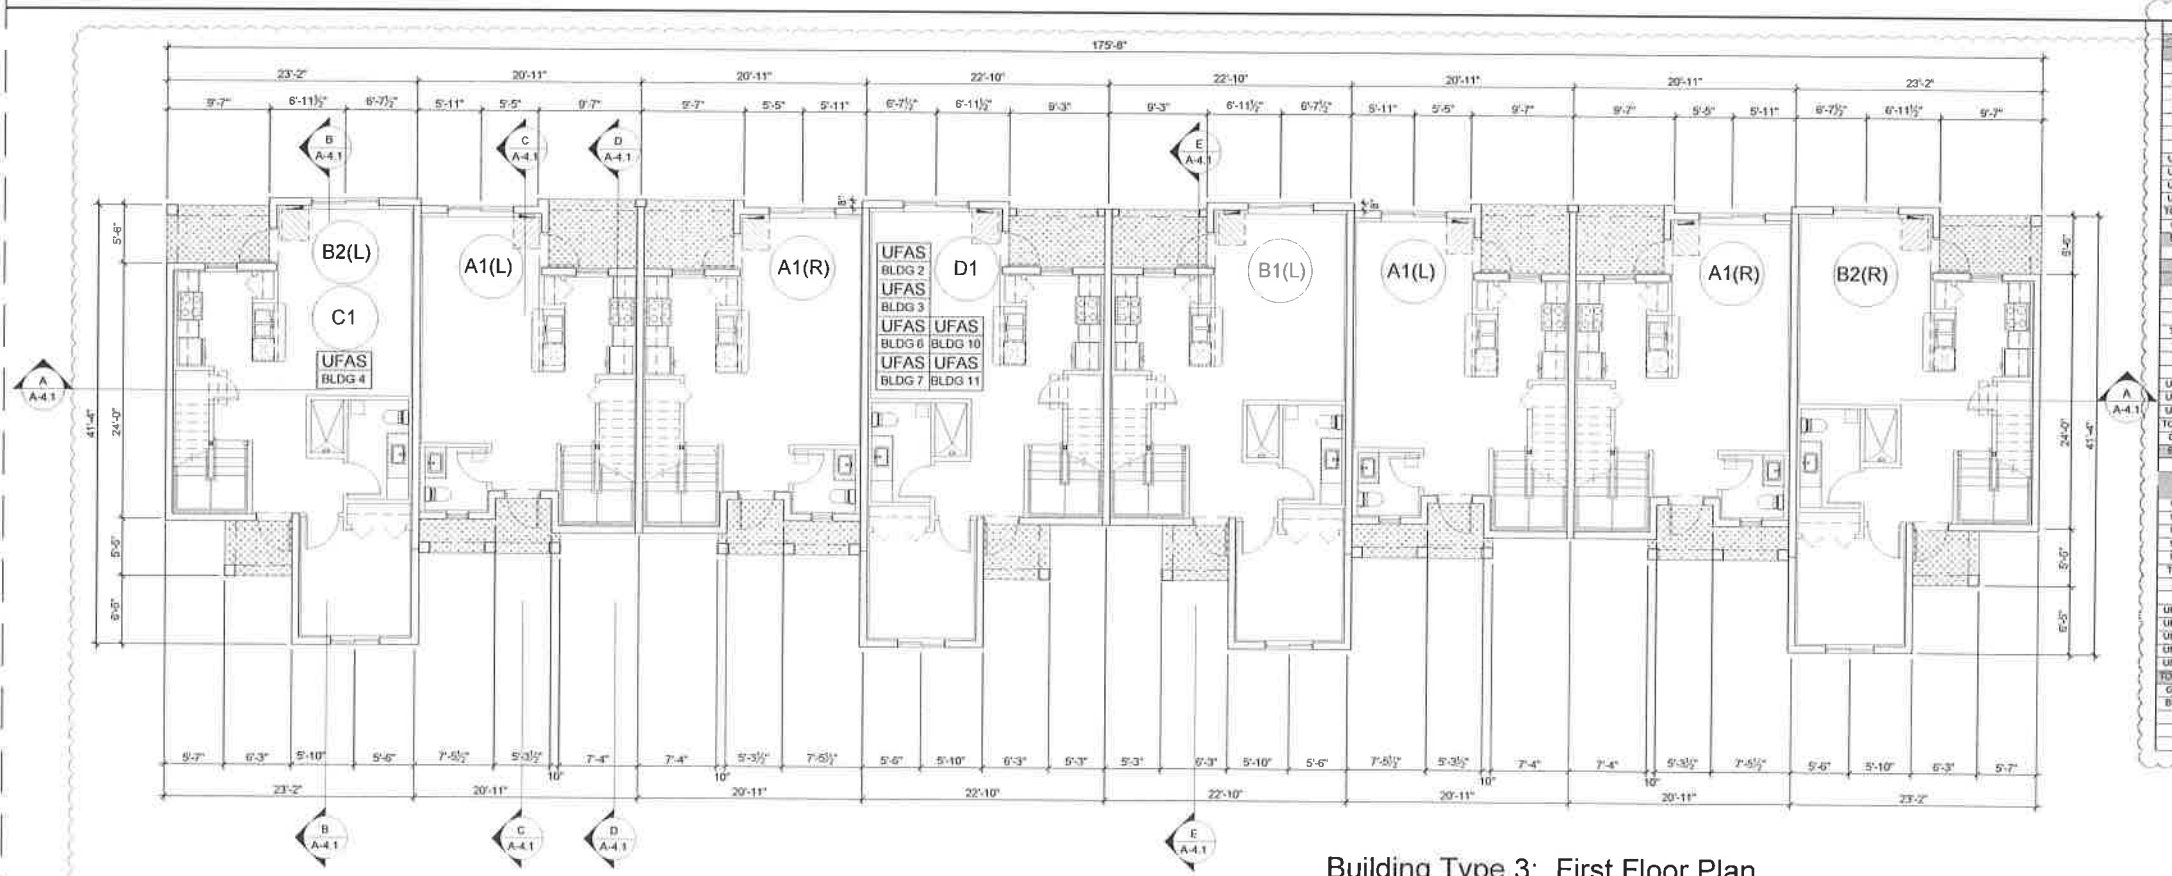 175'-8"
23'-2" 20'-11" 20'-11" 22'-10" 22'-10" 20'-11" 20'-11" 23'-2"
9'-7" 6'-11½" 6'-7½" 5'-11" 5'-5" 9'-7" 9'-7" 5'-5" 5'-11" 6'-7½" 6'-11½" 9'-3" 9'-3" 6'-11½" 6'-7½" 5'-11" 5'-5" 9'-7" 9'-7" 5'-5" 5'-11" 6'-7½" 6'-11½" 9'-7"
B C D E
A-4.1 A-4.1 A-4.1 A-4.1
8" 8"
5'-6"
B2(L) A1(L) A1(R) D1 B1(L) A1(L) A1(R) B2(R)
C1
UFAS
BLDG 4
UFAS
BLDG 2
UFAS
BLDG 3
UFAS UFAS
BLDG 6 BLDG 10
UFAS UFAS
BLDG 7 BLDG 11
A A
A-4.1 A-4.1
41'-4" 24'-0" 24'-0" 41'-4"
5'-6"
5'-7" 6'-3" 5'-10" 5'-6" 7'-5½" 5'-3½" 7'-4" 7'-4" 5'-3½" 7'-5½" 5'-6" 5'-10" 6'-3" 5'-3" 5'-3" 6'-3" 5'-10" 5'-6" 7'-5½" 5'-3½" 7'-4" 7'-4" 5'-3½" 7'-5½" 5'-6" 5'-10" 6'-3" 5'-7"
10" 10" 10" 10"
23'-2" 20'-11" 20'-11" 22'-10" 22'-10" 20'-11" 20'-11" 23'-2"
B C D E
A-4.1 A-4.1 A-4.1 A-4.1
Building Type 3: First Floor Plan